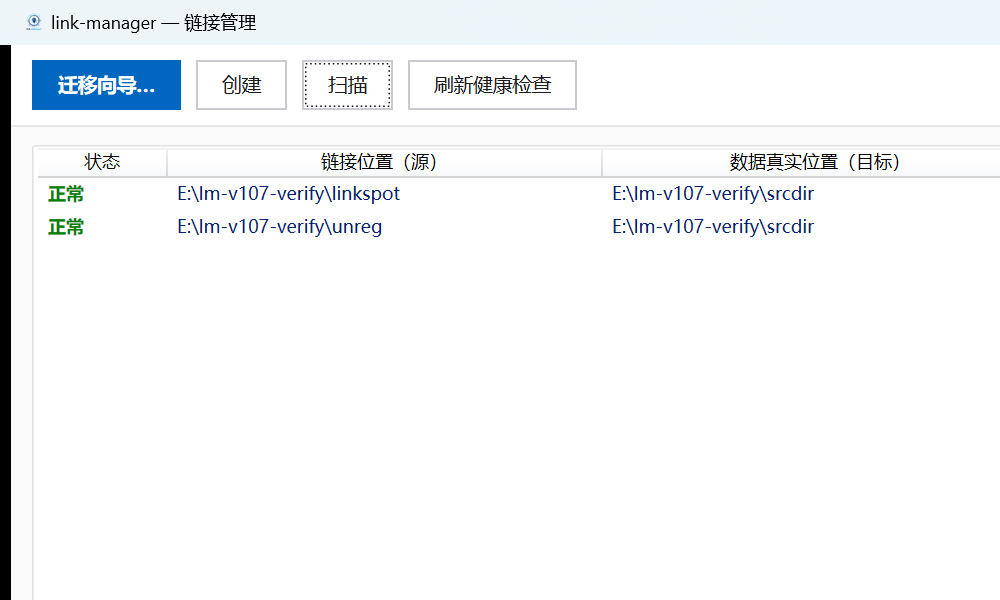 link-manager — 链接管理
迁移向导... 创建 扫描 刷新健康检查
状态 链接位置（源） 数据真实位置（目标）
正常 E:\lm-v107-verify\linkspot E:\lm-v107-verify\srcdir
正常 E:\lm-v107-verify\unreg E:\lm-v107-verify\srcdir